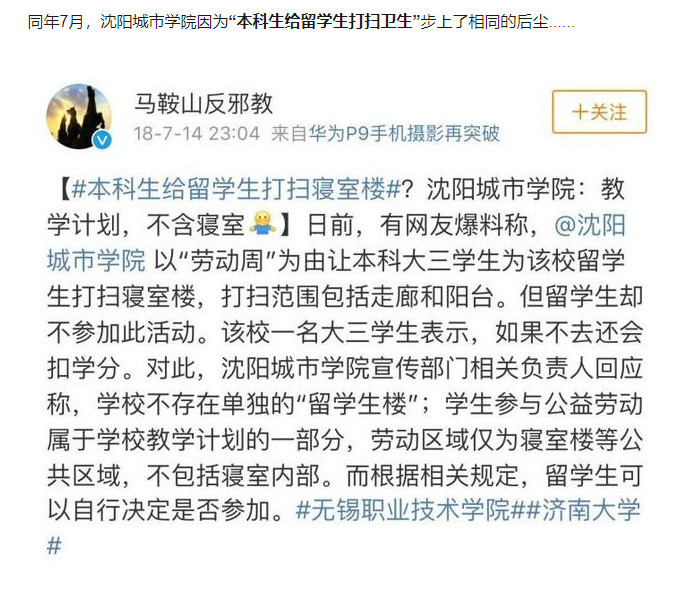 同年7月，沈阳城市学院因为“本科生给留学生打扫卫生”步上了相同的后尘......
马鞍山反邪教
+关注
18-7-14 23:04 来自华为P9手机摄影再突破
【#本科生给留学生打扫寝室楼#？沈阳城市学院：教
学计划，不含寝室🤷】日前，有网友爆料称，@沈阳
城市学院 以“劳动周”为由让本科大三学生为该校留学
生打扫寝室楼，打扫范围包括走廊和阳台。但留学生却
不参加此活动。该校一名大三学生表示，如果不去还会
扣学分。对此，沈阳城市学院宣传部门相关负责人回应
称，学校不存在单独的“留学生楼”；学生参与公益劳动
属于学校教学计划的一部分，劳动区域仅为寝室楼等公
共区域，不包括寝室内部。而根据相关规定，留学生可
以自行决定是否参加。#无锡职业技术学院##济南大学
#